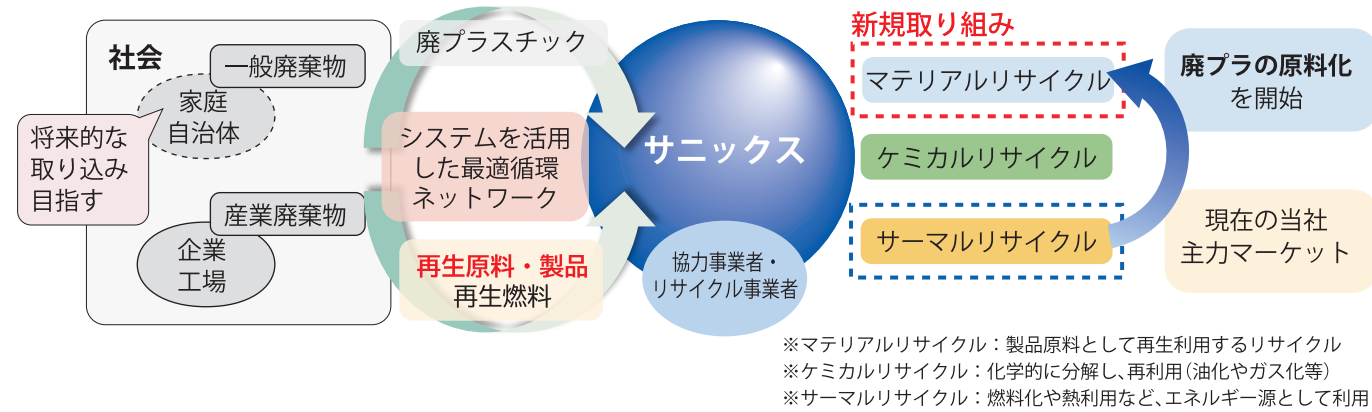 社会
一般廃棄物
家庭
自治体
将来的な
取り込み
目指す
産業廃棄物
企業
工場
廃プラスチック
システムを活用
した最適循環
ネットワーク
再生原料・製品
再生燃料
サニックス
協力事業者・
リサイクル事業者
新規取り組み
マテリアルリサイクル
ケミカルリサイクル
サーマルリサイクル
廃プラの原料化
を開始
現在の当社
主力マーケット
※マテリアルリサイクル：製品原料として再生利用するリサイクル
※ケミカルリサイクル：化学的に分解し、再利用（油化やガス化等）
※サーマルリサイクル：燃料化や熱利用など、エネルギー源として利用